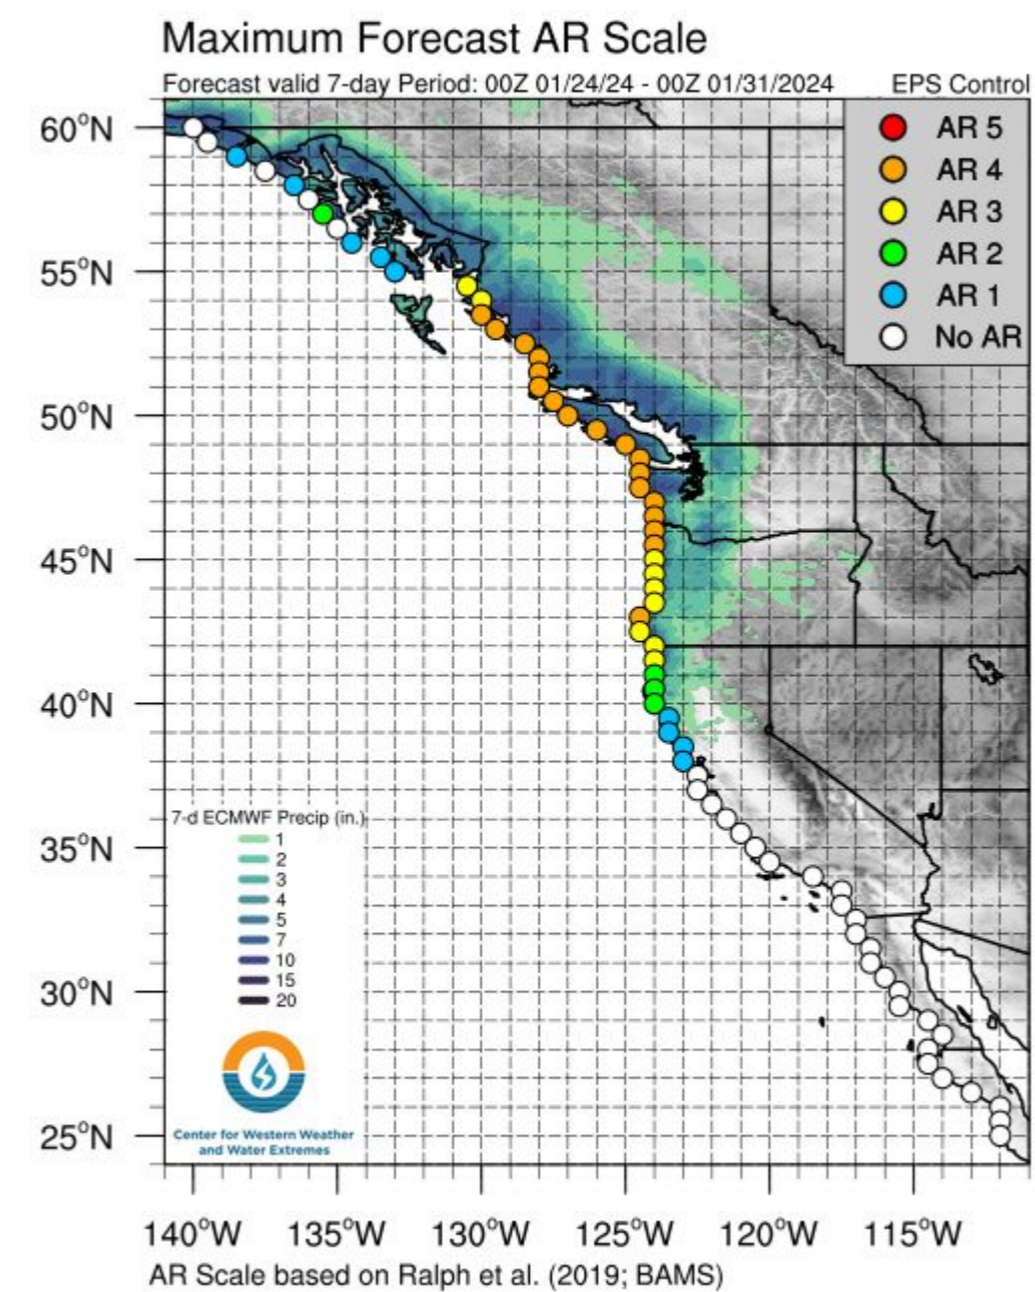 Maximum Forecast AR Scale
Forecast valid 7-day Period: 00Z 01/24/24 - 00Z 01/31/2024 EPS Control
AR 5
AR 4
AR 3
AR 2
AR 1
No AR
60°N
55°N
50°N
45°N
40°N
35°N
30°N
25°N
7-d ECMWF Precip (in.)
1
2
3
4
5
7
10
15
20
Center for Western Weather
and Water Extremes
140°W 135°W 130°W 125°W 120°W 115°W
AR Scale based on Ralph et al. (2019; BAMS)